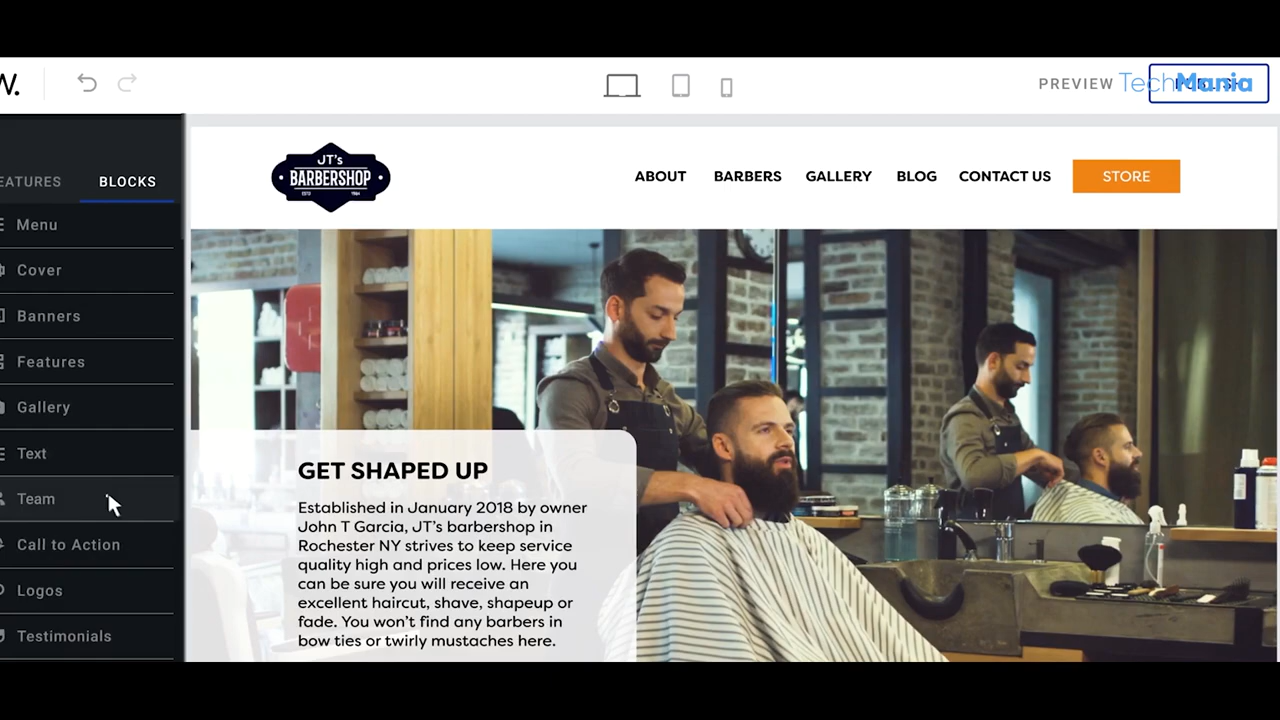 W.
PREVIEW
TechMania
EATURES
BLOCKS
Menu
Cover
Banners
Features
Gallery
Text
Team
Call to Action
Logos
Testimonials
JT's
BARBERSHOP
ABOUT
BARBERS
GALLERY
BLOG
CONTACT US
STORE
GET SHAPED UP
Established in January 2018 by owner
John T Garcia, JT's barbershop in
Rochester NY strives to keep service
quality high and prices low. Here you
can be sure you will receive an
excellent haircut, shave, shapeup or
fade. You won't find any barbers in
bow ties or twirly mustaches here.